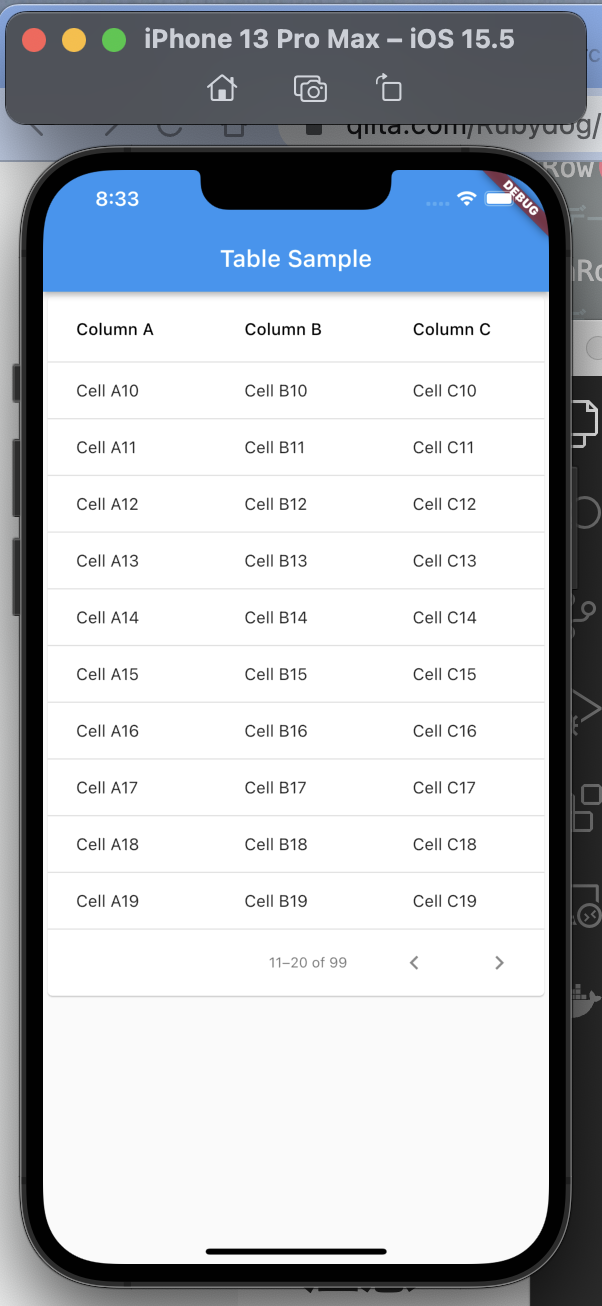 iPhone 13 Pro Max – iOS 15.5
qiita.com/Rubydog/
Row
8:33
DEBUG
Table Sample
Column A Column B Column C
Cell A10 Cell B10 Cell C10
Cell A11 Cell B11 Cell C11
Cell A12 Cell B12 Cell C12
Cell A13 Cell B13 Cell C13
Cell A14 Cell B14 Cell C14
Cell A15 Cell B15 Cell C15
Cell A16 Cell B16 Cell C16
Cell A17 Cell B17 Cell C17
Cell A18 Cell B18 Cell C18
Cell A19 Cell B19 Cell C19
11–20 of 99